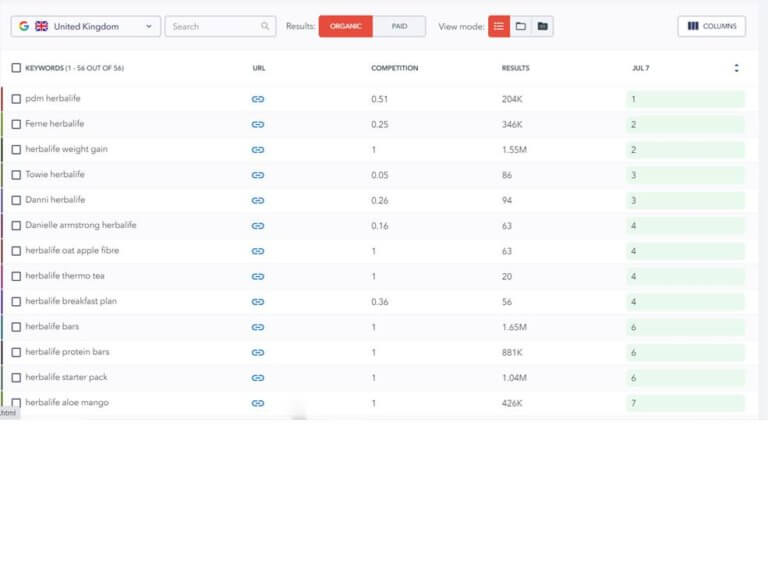 United Kingdom Search Results: ORGANIC PAID View mode: COLUMNS
KEYWORDS (1 - 56 OUT OF 56) URL COMPETITION RESULTS JUL 7
pdm herbalife 0.51 204K 1
Ferne herbalife 0.25 346K 2
herbalife weight gain 1 1.55M 2
Towie herbalife 0.05 86 3
Danni herbalife 0.26 94 3
Danielle armstrong herbalife 0.16 63 4
herbalife oat apple fibre 1 63 4
herbalife thermo tea 1 20 4
herbalife breakfast plan 0.36 56 4
herbalife bars 1 1.65M 6
herbalife protein bars 1 881K 6
herbalife starter pack 1 1.04M 6
herbalife aloe mango 1 426K 7
.html